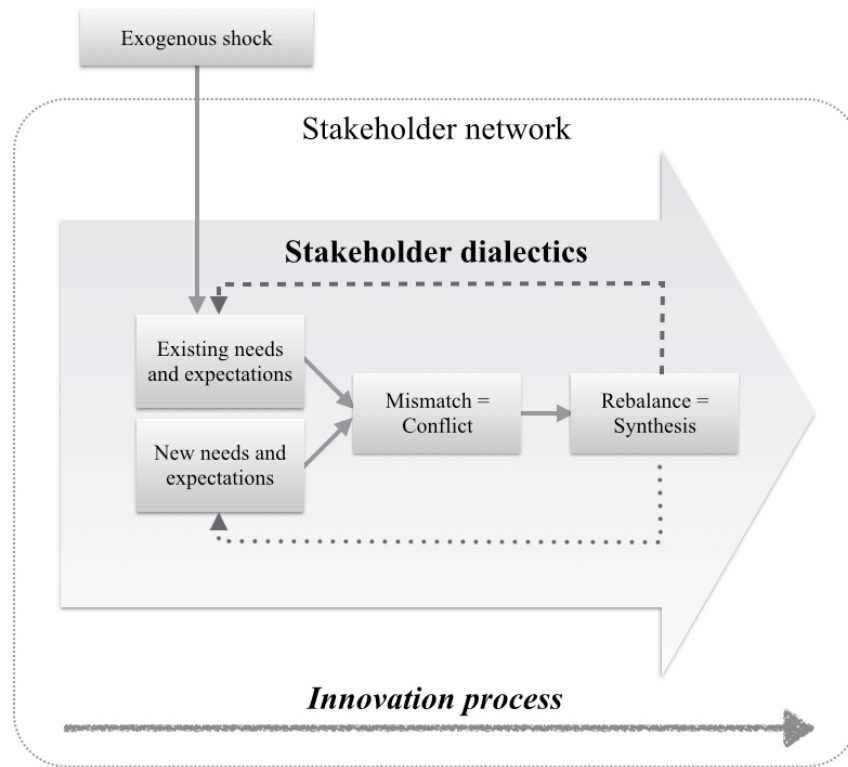 Exogenous shock
Stakeholder network
Stakeholder dialectics
Existing needs
and expectations
New needs and
expectations
Mismatch =
Conflict
Rebalance =
Synthesis
Innovation process